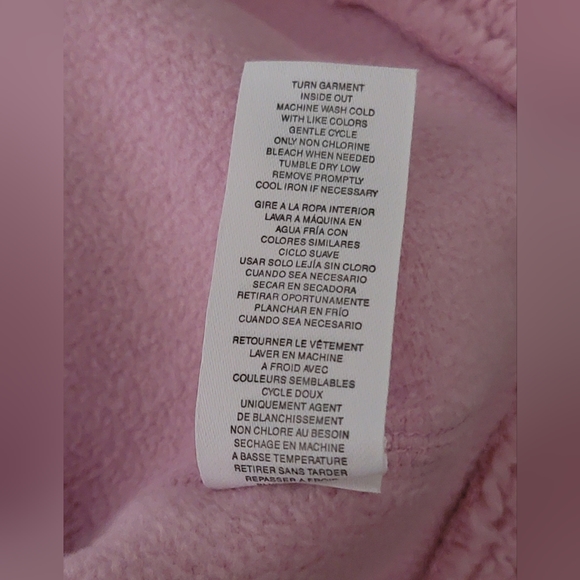 TURN GARMENT
INSIDE OUT
MACHINE WASH COLD
WITH LIKE COLORS
GENTLE CYCLE
ONLY NON CHLORINE
BLEACH WHEN NEEDED
TUMBLE DRY LOW
REMOVE PROMPTLY
COOL IRON IF NECESSARY
GIRE A LA ROPA INTERIOR
LAVAR A MÁQUINA EN
AGUA FRÍA CON
COLORES SIMILARES
CICLO SUAVE
USAR SOLO LEJÍA SIN CLORO
CUANDO SEA NECESARIO
SECAR EN SECADORA
RETIRAR OPORTUNAMENTE
PLANCHAR EN FRÍO
CUANDO SEA NECESARIO
RETOURNER LE VÊTEMENT
LAVER EN MACHINE
A FROID AVEC
COULEURS SEMBLABLES
CYCLE DOUX
UNIQUEMENT AGENT
DE BLANCHISSEMENT
NON CHLORE AU BESOIN
SECHAGE EN MACHINE
A BASSE TEMPERATURE
RETIRER SANS TARDER
REPASSER A FROID